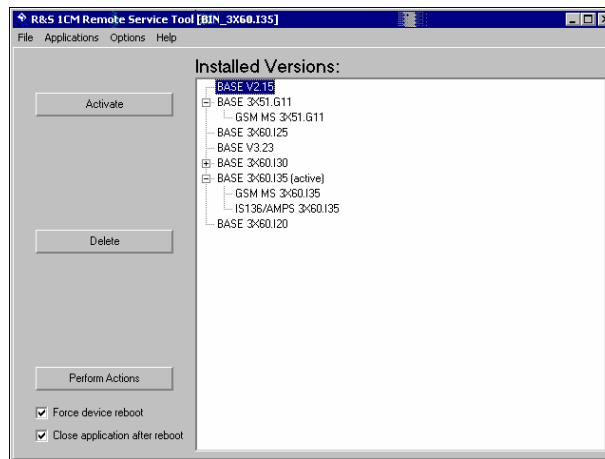 R&S 1CM Remote Service Tool [BIN_3X60.I35]
File Applications Options Help
Installed Versions:
Activate
Delete
Perform Actions
Force device reboot
Close application after reboot
BASE V2.15
BASE 3X51.G11
GSM MS 3X51.G11
BASE 3X60.I25
BASE V3.23
BASE 3X60.I30
BASE 3X60.I35 (active)
GSM MS 3X60.I35
IS136/AMPS 3X60.I35
BASE 3X60.I20